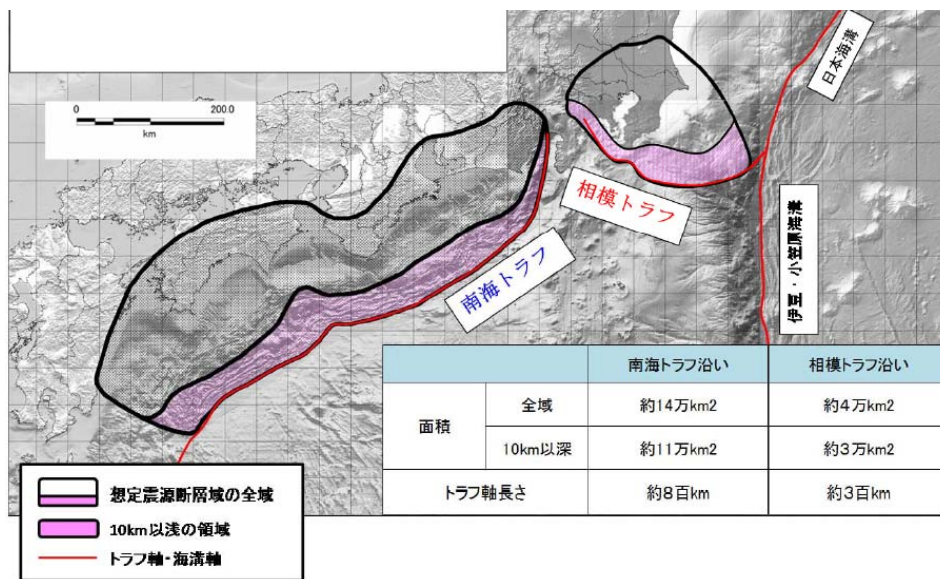 0
200.0
km
日本海溝
相模トラフ
南海トラフ
伊豆・小笠原海溝
南海トラフ沿い
相模トラフ沿い
面積
全域
約14万km2
約4万km2
10km以深
約11万km2
約3万km2
トラフ軸長さ
約8百km
約3百km
想定震源断層域の全域
10km以浅の領域
トラフ軸・海溝軸